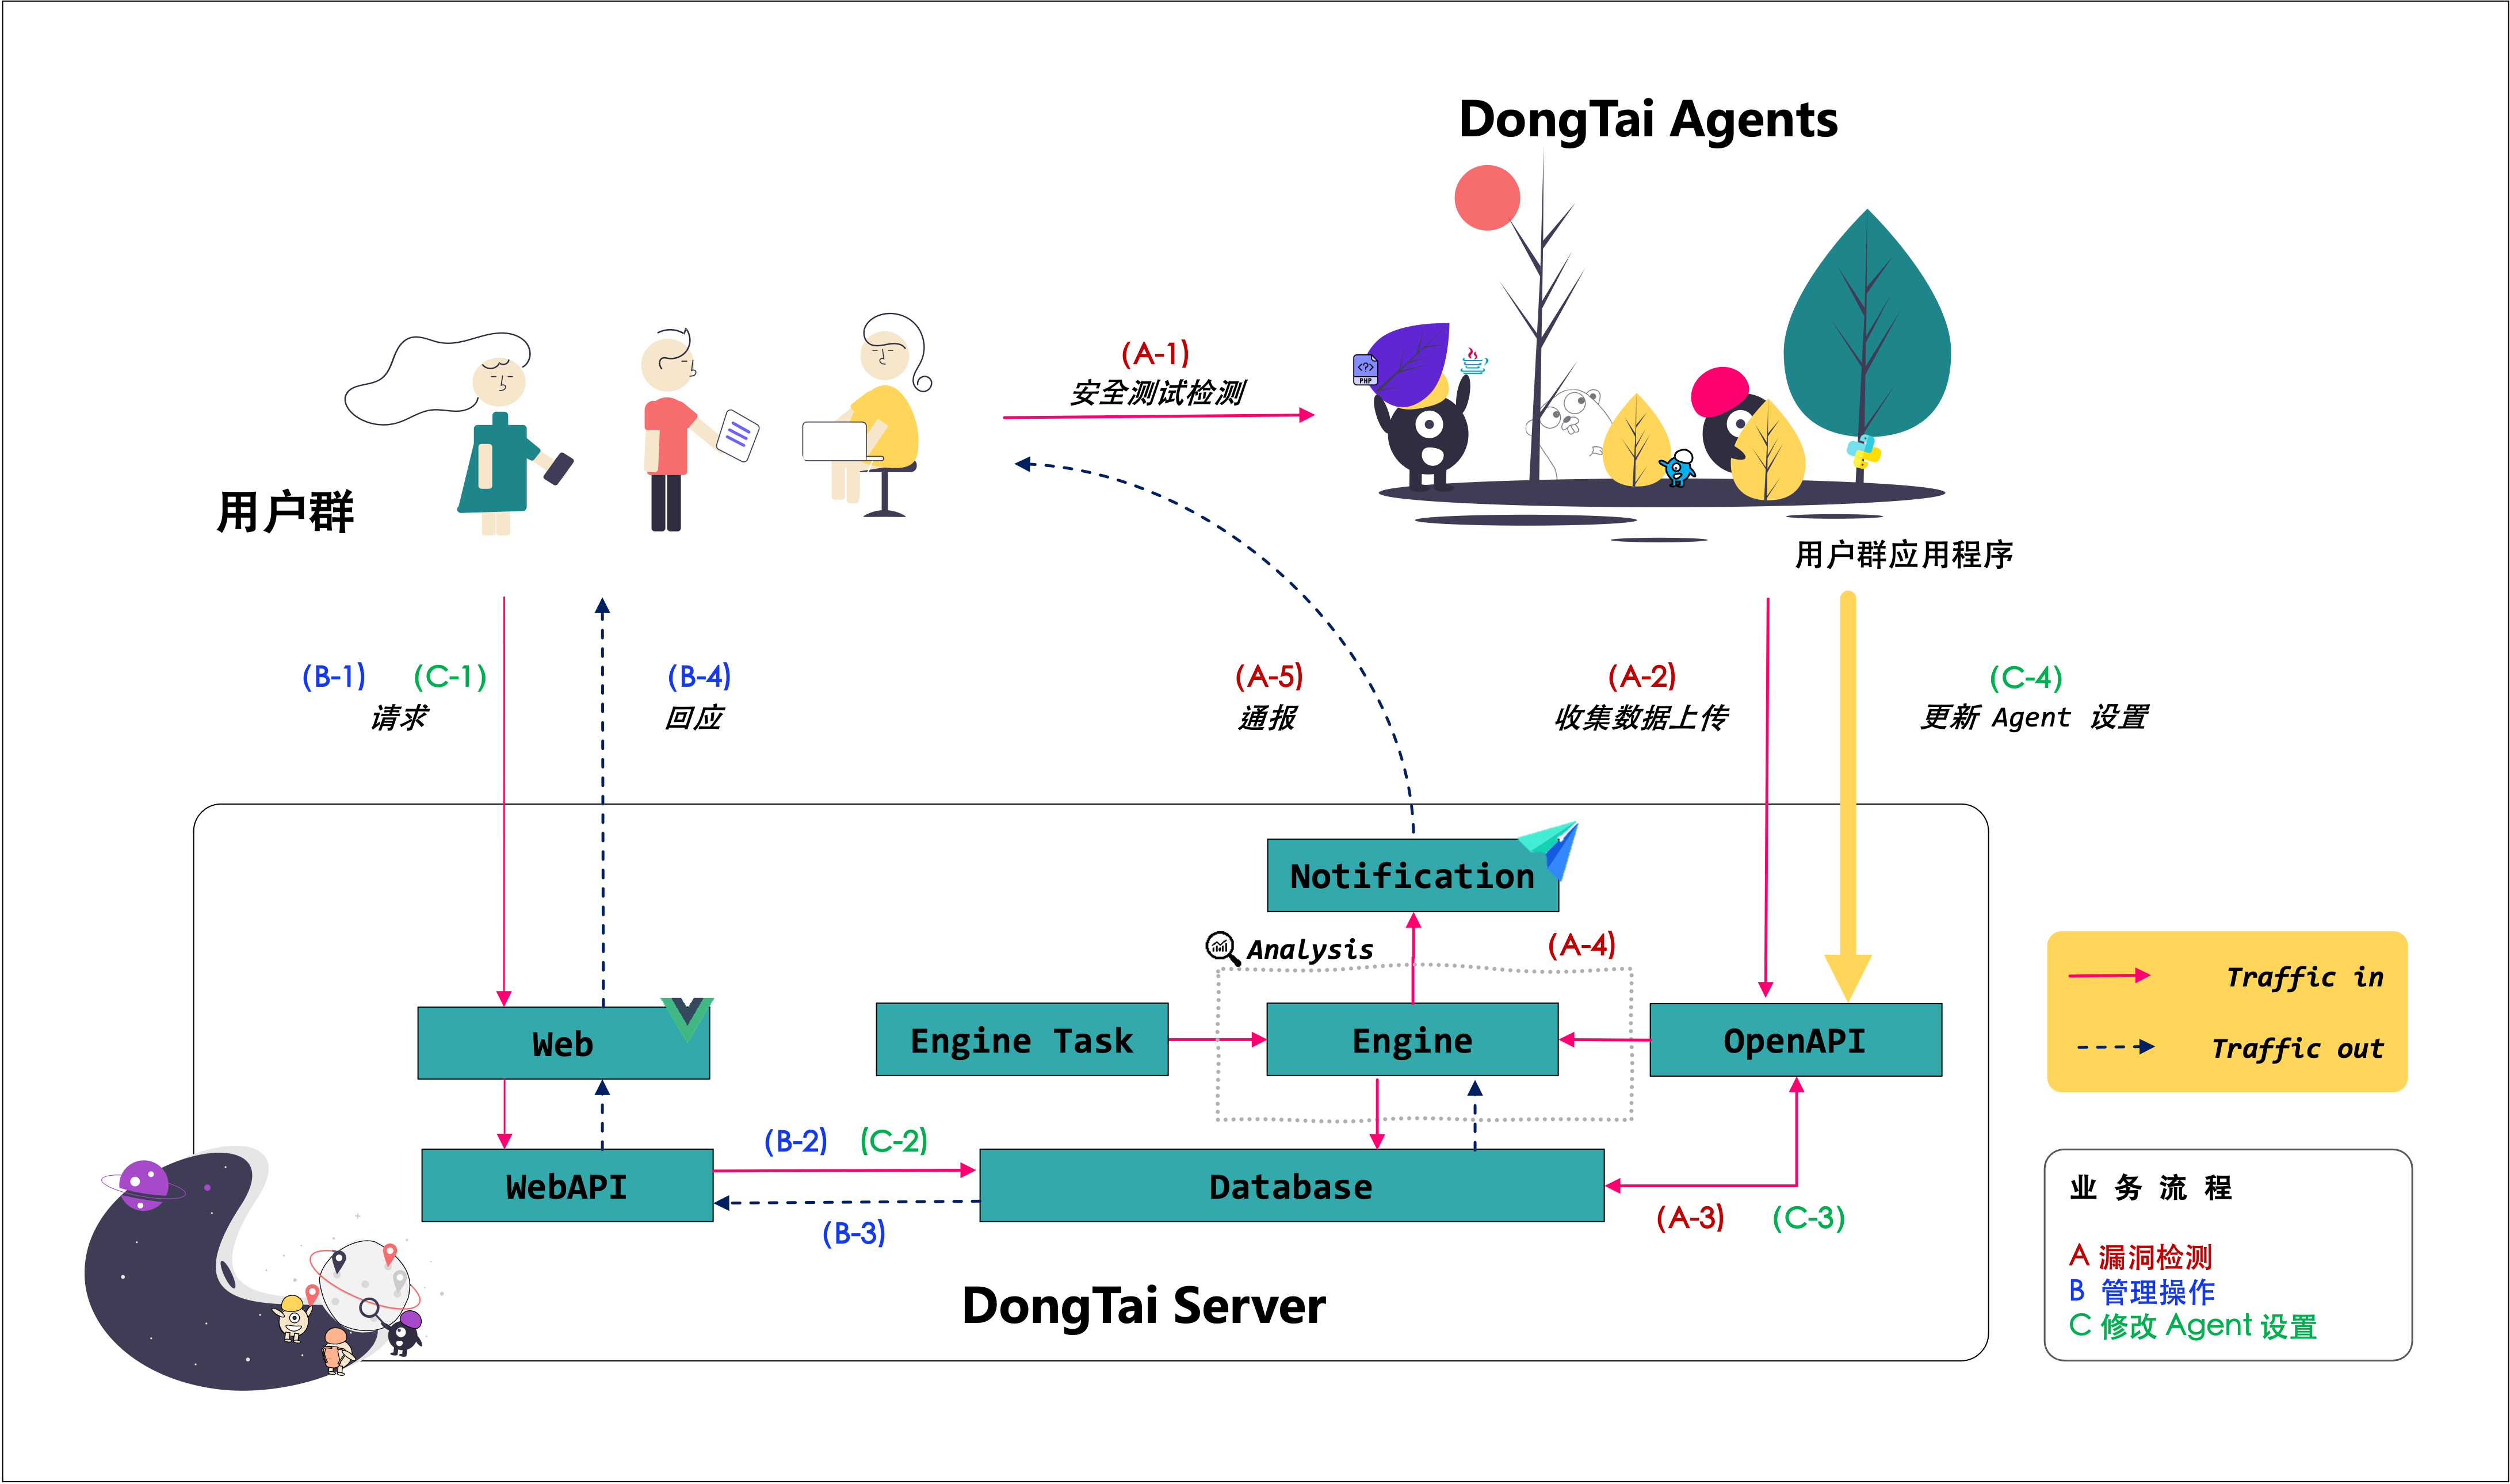 DongTai Agents
(A-1)
安全测试检测
PHP
用户群
用户群应用程序
(B-1) (C-1)
请求
(B-4)
回应
(A-5)
通报
(A-2)
收集数据上传
(C-4)
更新 Agent 设置
Notification
Analysis
(A-4)
Web
Engine Task
Engine
OpenAPI
(B-2) (C-2)
WebAPI
Database
(B-3)
(A-3) (C-3)
DongTai Server
Traffic in
Traffic out
业务流程
A 漏洞检测
B 管理操作
C 修改 Agent 设置